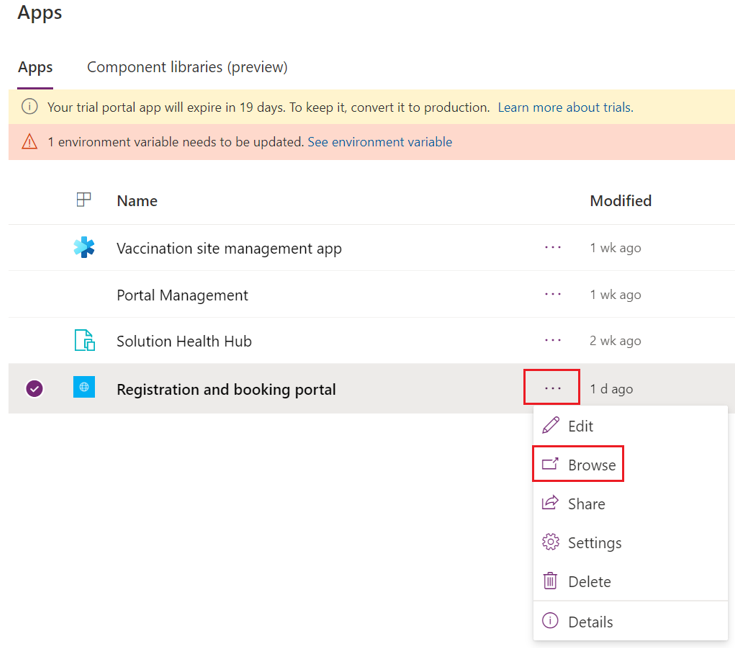 Apps
Apps Component libraries (preview)
Your trial portal app will expire in 19 days. To keep it, convert it to production. Learn more about trials.
1 environment variable needs to be updated. See environment variable
Name Modified
Vaccination site management app ··· 1 wk ago
Portal Management ··· 1 wk ago
Solution Health Hub ··· 2 wk ago
Registration and booking portal ··· 1 d ago
Edit
Browse
Share
Settings
Delete
Details